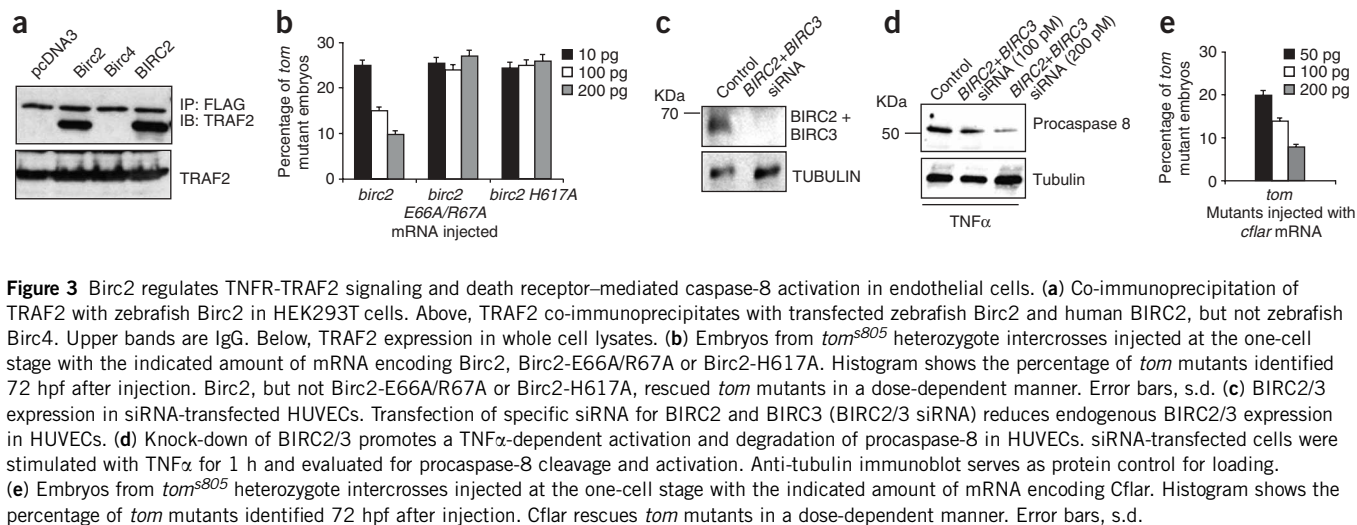 a
pcDNA3
Birc2
Birc4
BIRC2
IP: FLAG
IB: TRAF2
TRAF2
b
Percentage of tom
mutant embryos
30
20
10
0
10 pg
100 pg
200 pg
birc2
birc2
E66A/R67A
birc2 H617A
mRNA injected
c
Control
BIRC2+BIRC3
siRNA
KDa
70
BIRC2 +
BIRC3
TUBULIN
d
Control
BIRC2+BIRC3
siRNA (100 pM)
BIRC2+BIRC3
siRNA (200 pM)
KDa
50
Procaspase 8
Tubulin
TNFα
e
Percentage of tom
mutant embryos
30
20
10
0
50 pg
100 pg
200 pg
tom
Mutants injected with
cflar mRNA
Figure 3 Birc2 regulates TNFR-TRAF2 signaling and death receptor–mediated caspase-8 activation in endothelial cells. (a) Co-immunoprecipitation of
TRAF2 with zebrafish Birc2 in HEK293T cells. Above, TRAF2 co-immunoprecipitates with transfected zebrafish Birc2 and human BIRC2, but not zebrafish
Birc4. Upper bands are IgG. Below, TRAF2 expression in whole cell lysates. (b) Embryos from tom^s805 heterozygote intercrosses injected at the one-cell
stage with the indicated amount of mRNA encoding Birc2, Birc2-E66A/R67A or Birc2-H617A. Histogram shows the percentage of tom mutants identified
72 hpf after injection. Birc2, but not Birc2-E66A/R67A or Birc2-H617A, rescued tom mutants in a dose-dependent manner. Error bars, s.d. (c) BIRC2/3
expression in siRNA-transfected HUVECs. Transfection of specific siRNA for BIRC2 and BIRC3 (BIRC2/3 siRNA) reduces endogenous BIRC2/3 expression
in HUVECs. (d) Knock-down of BIRC2/3 promotes a TNFα-dependent activation and degradation of procaspase-8 in HUVECs. siRNA-transfected cells were
stimulated with TNFα for 1 h and evaluated for procaspase-8 cleavage and activation. Anti-tubulin immunoblot serves as protein control for loading.
(e) Embryos from tom^s805 heterozygote intercrosses injected at the one-cell stage with the indicated amount of mRNA encoding Cflar. Histogram shows the
percentage of tom mutants identified 72 hpf after injection. Cflar rescues tom mutants in a dose-dependent manner. Error bars, s.d.